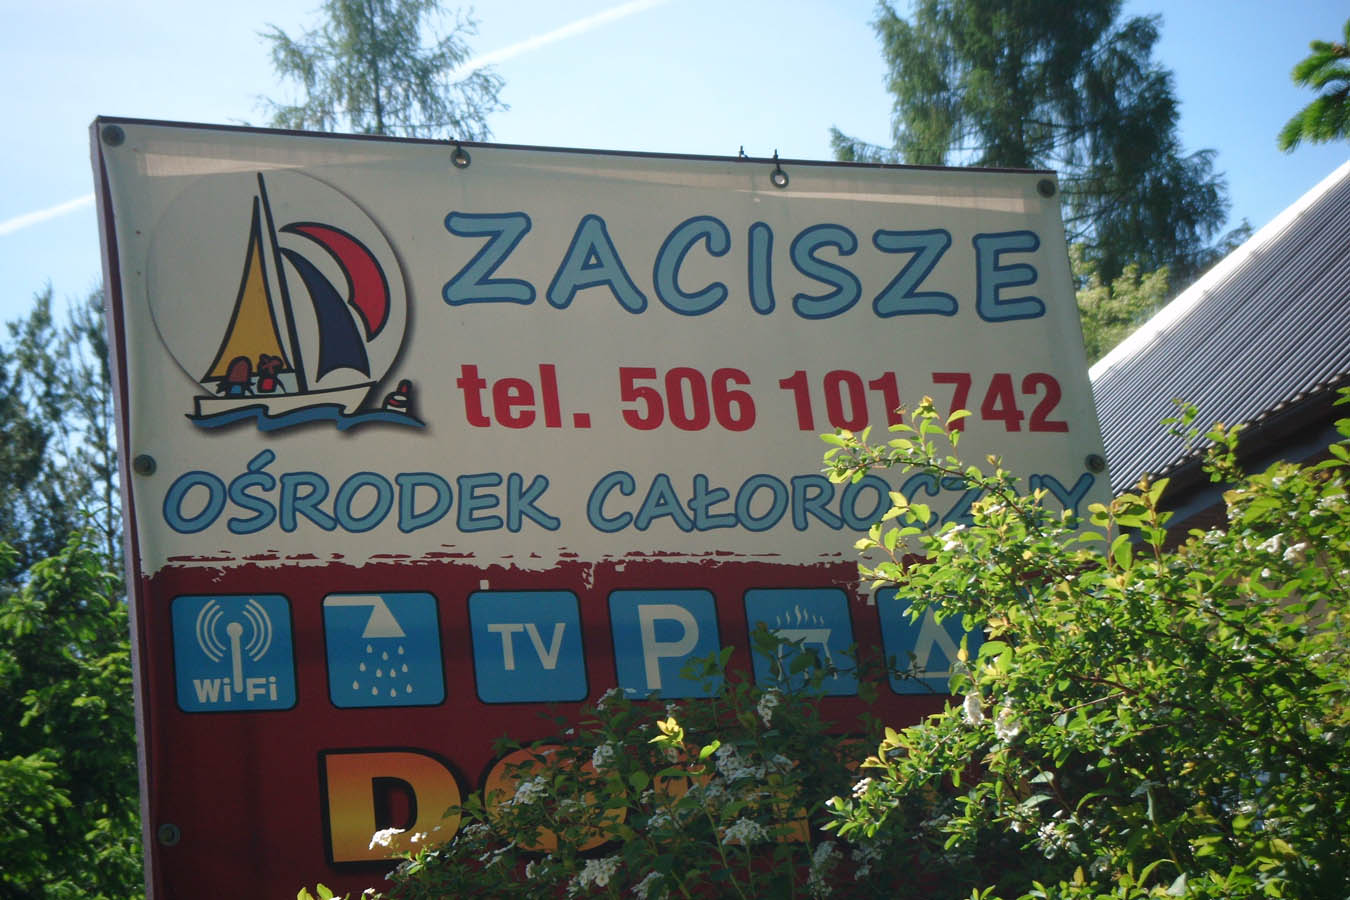 ZACISZE
tel. 506 101 742
OŚRODEK CAŁOROCZNY
WiFi TV P